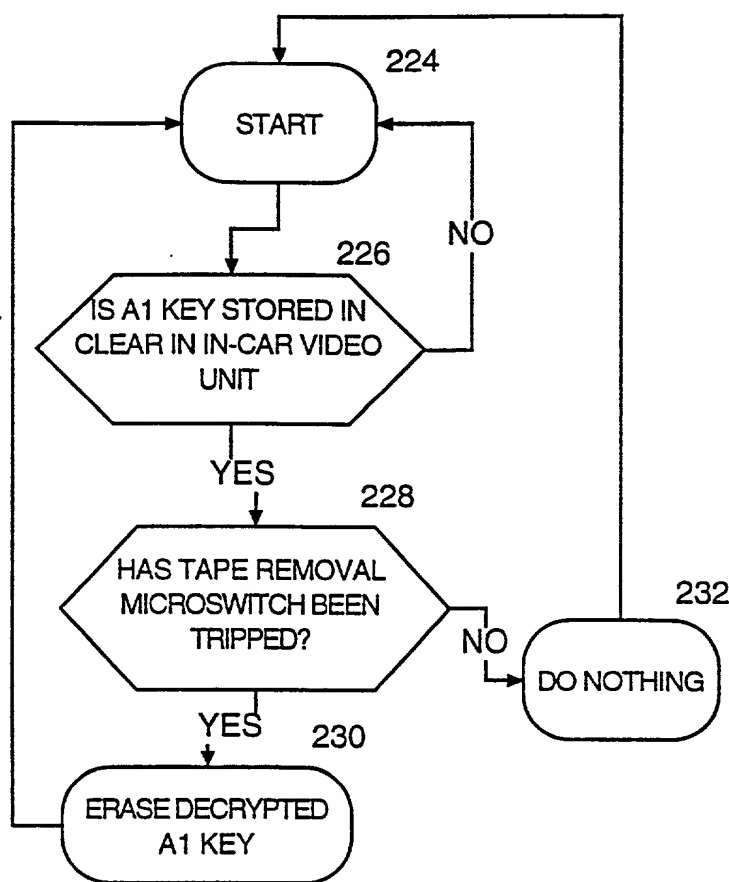 224
START
NO
226
IS A1 KEY STORED IN
CLEAR IN IN-CAR VIDEO
UNIT
YES
228
HAS TAPE REMOVAL
MICROSWITCH BEEN
TRIPPED?
NO
232
DO NOTHING
YES
230
ERASE DECRYPTED
A1 KEY